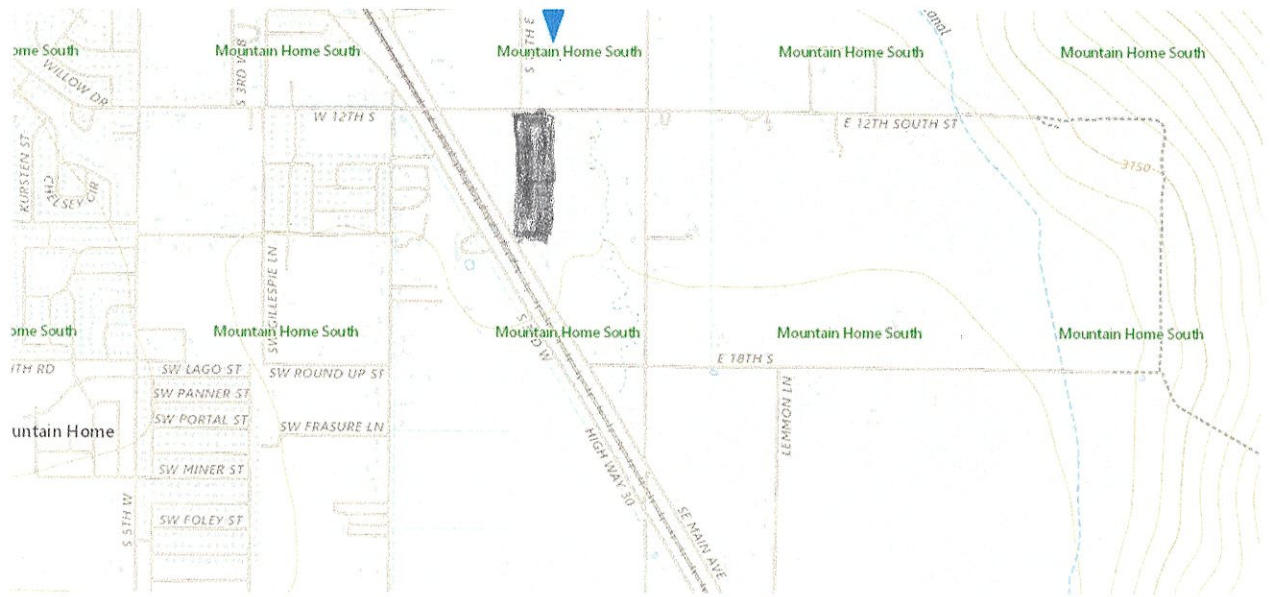 onal
ome South
Mountain Home South
Mountain Home South
Mountain Home South
Mountain Home South
WILLOW DR
S 3RD W
W 12TH S
E 12TH SOUTH ST
KURSTEN ST
CHELSEY CIR
3150
SW GILLESPIE LN
ome South
Mountain Home South
Mountain Home South
Mountain Home South
Mountain Home South
S 3RD W
E 18TH S
ITH RD
SW LAGO ST
SW ROUND UP ST
SW PANNER ST
SW PORTAL ST
SW FRASURE LN
untain Home
LEMMON LN
HIGH WAY 30
SW MINER ST
S 5TH W
SW FOLEY ST
SE MAIN AVE